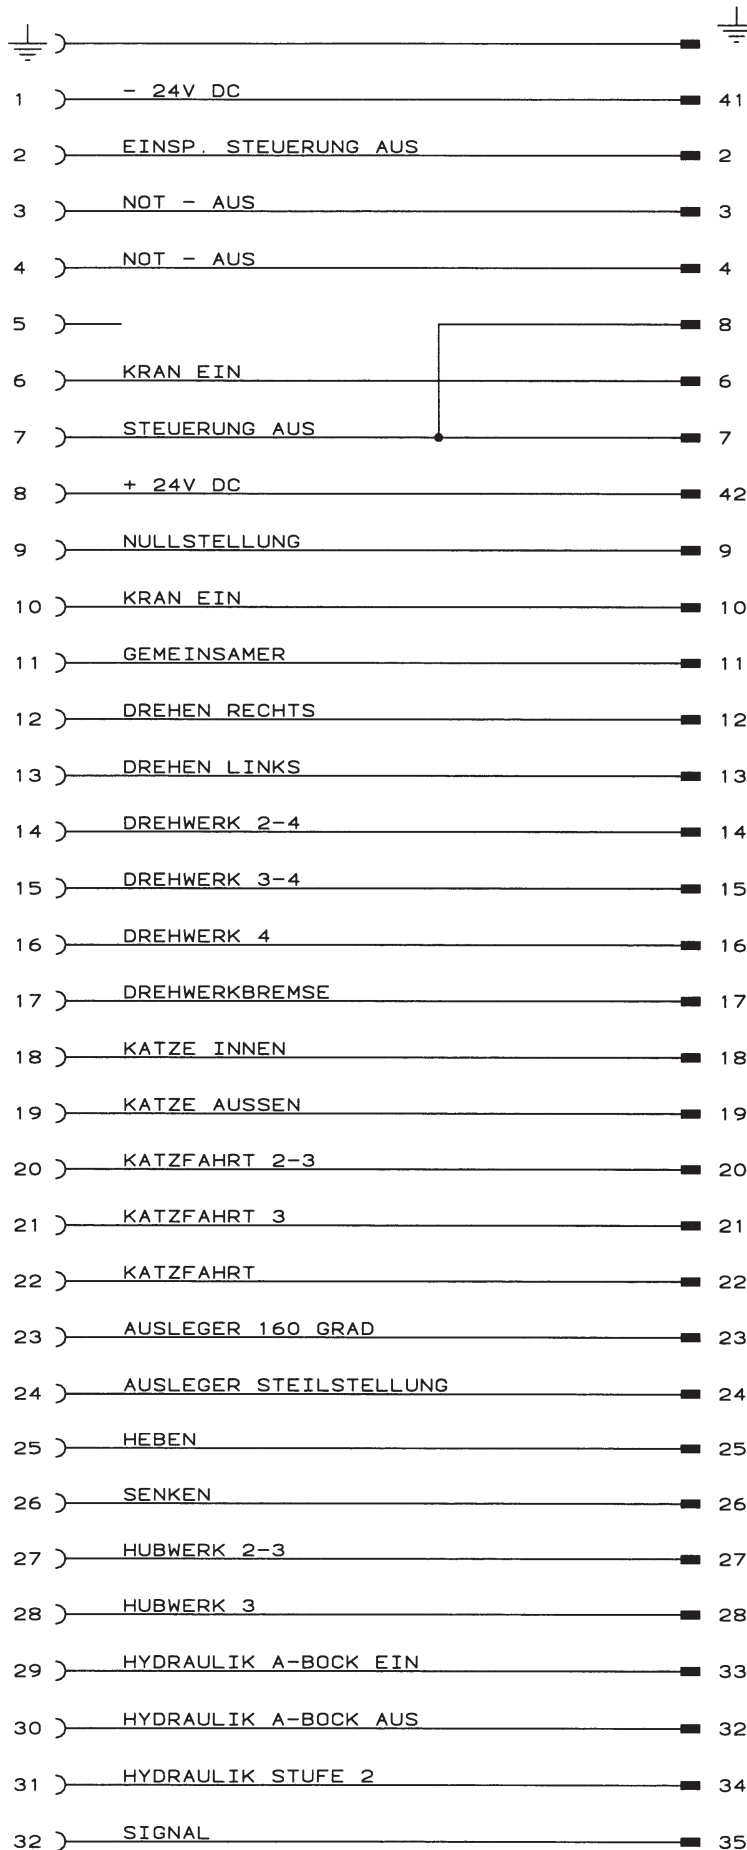 1 - 24V DC 41
2 EINSP. STEUERUNG AUS 2
3 NOT - AUS 3
4 NOT - AUS 4
5 8
6 KRAN EIN 6
7 STEUERUNG AUS 7
8 + 24V DC 42
9 NULLSTELLUNG 9
10 KRAN EIN 10
11 GEMEINSAMER 11
12 DREHEN RECHTS 12
13 DREHEN LINKS 13
14 DREHWERK 2-4 14
15 DREHWERK 3-4 15
16 DREHWERK 4 16
17 DREHWERKBREMSE 17
18 KATZE INNEN 18
19 KATZE AUSSEN 19
20 KATZFAHRT 2-3 20
21 KATZFAHRT 3 21
22 KATZFAHRT 22
23 AUSLEGER 160 GRAD 23
24 AUSLEGER STEILSTELLUNG 24
25 HEBEN 25
26 SENKEN 26
27 HUBWERK 2-3 27
28 HUBWERK 3 28
29 HYDRAULIK A-BOCK EIN 33
30 HYDRAULIK A-BOCK AUS 32
31 HYDRAULIK STUFE 2 34
32 SIGNAL 35